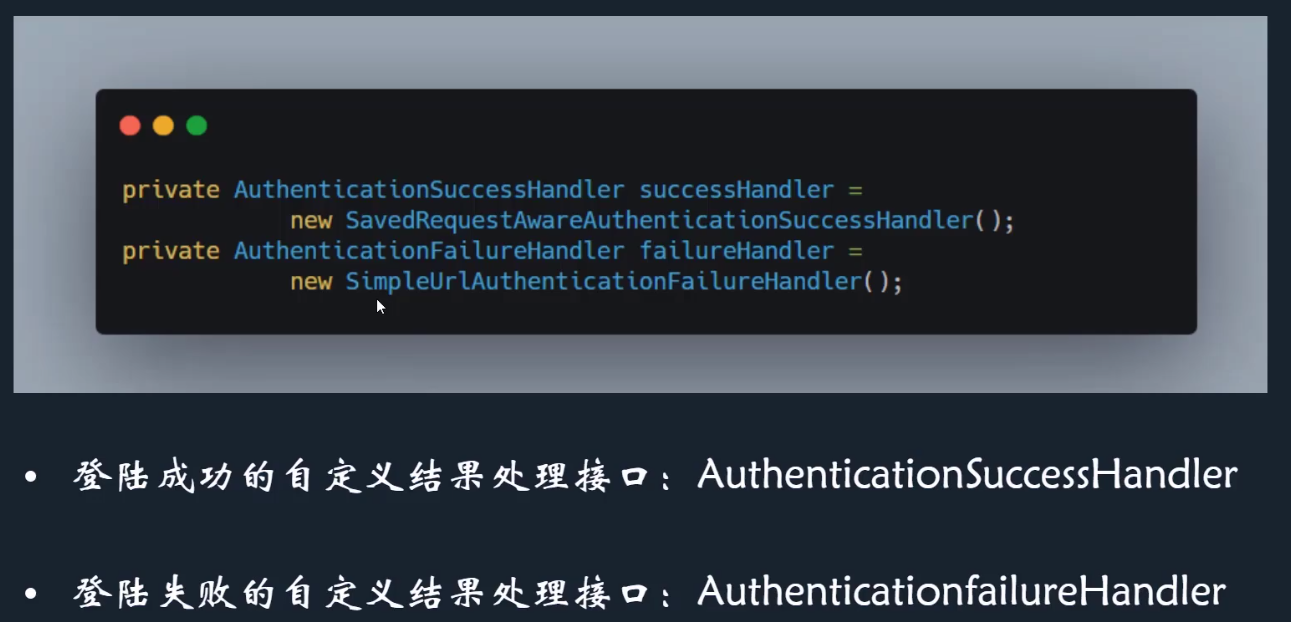 private AuthenticationSuccessHandler successHandler =
new SavedRequestAwareAuthenticationSuccessHandler();
private AuthenticationFailureHandler failureHandler =
new SimpleUrlAuthenticationFailureHandler();
• 登陆成功的自定义结果处理接口：AuthenticationSuccessHandler
• 登陆失败的自定义结果处理接口：AuthenticationfailureHandler